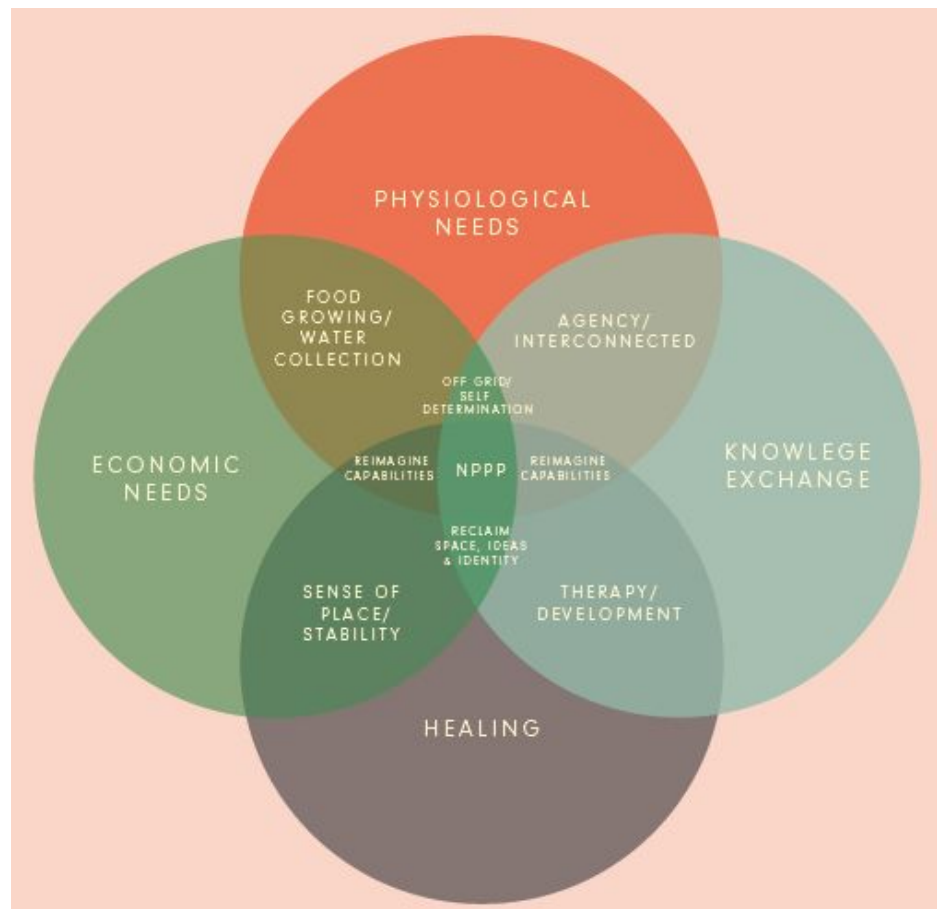 PHYSIOLOGICAL
NEEDS
FOOD
GROWING/
WATER
COLLECTION
AGENCY/
INTERCONNECTED
OFF GRID/
SELF
DETERMINATION
ECONOMIC
NEEDS
REIMAGINE
CAPABILITIES
NPPP
REIMAGINE
CAPABILITIES
KNOWLEGE
EXCHANGE
RECLAIM
SPACE, IDEAS
& IDENTITY
SENSE OF
PLACE/
STABILITY
THERAPY/
DEVELOPMENT
HEALING